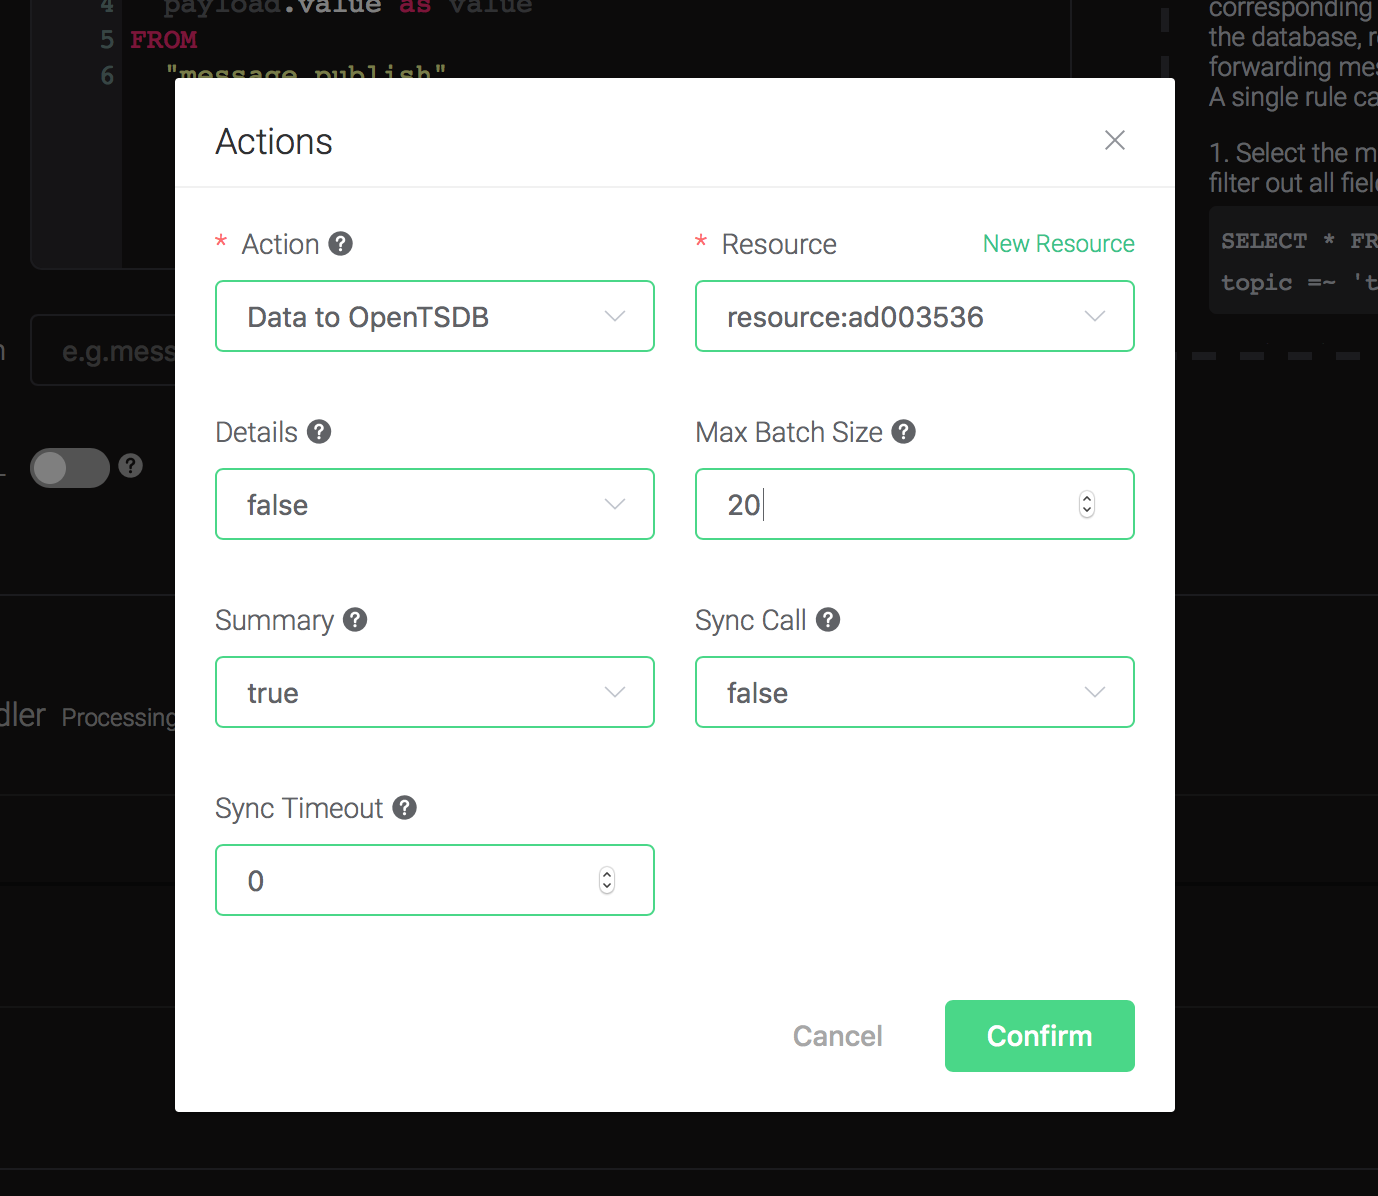 4 payload.value as value
5 FROM
6 "message.publish"
corresponding
the database, r
forwarding mes
A single rule ca
1. Select the m
filter out all fiel
SELECT * FR
topic =~ 't
e.g.mess
dler Processing
Actions
* Action
* Resource New Resource
Data to OpenTSDB
resource:ad003536
Details
Max Batch Size
false
20
Summary
Sync Call
true
false
Sync Timeout
0
Cancel
Confirm